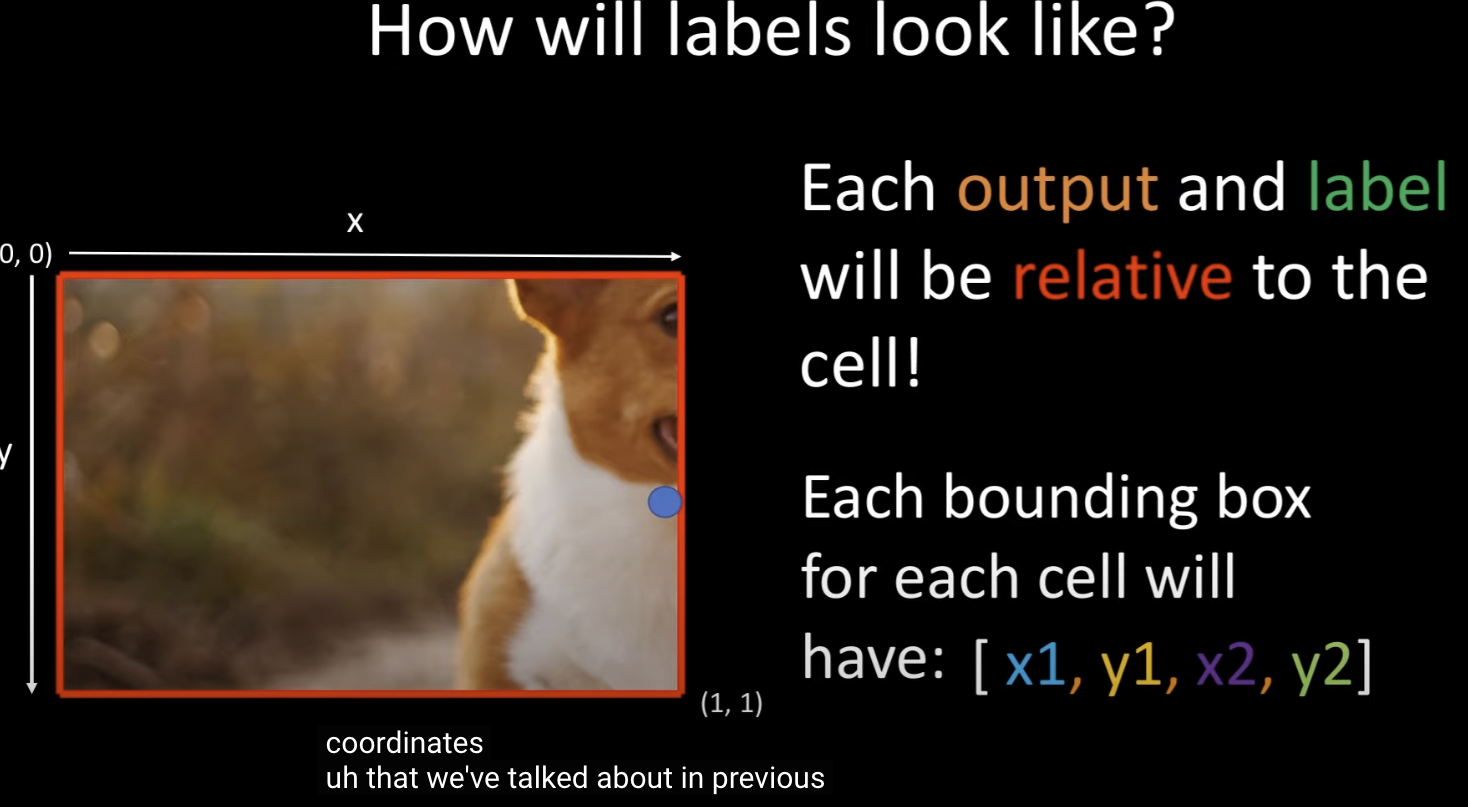 How will labels look like?
Each output and label
will be relative to the
cell!
x
0, 0)
y
Each bounding box
for each cell will
have: [ x1, y1, x2, y2]
(1, 1)
coordinates
uh that we've talked about in previous